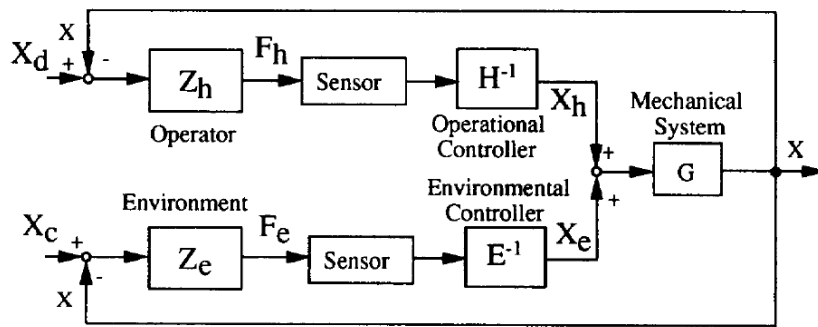 X
-
X_d
+
Z_h
F_h
Sensor
H^-1
Operator
Operational
Controller
X_h
Mechanical
System
+
G
X
+
Environment
Environmental
Controller
X_c
+
Z_e
F_e
Sensor
E^-1
X_e
X
-